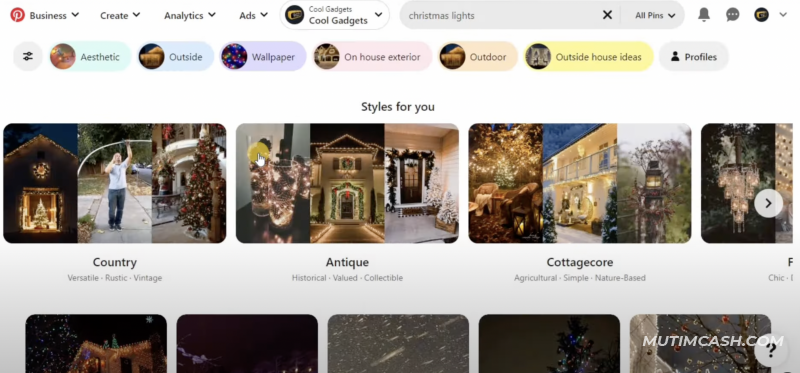 Business
Create
Analytics
Ads
Cool Gadgets
Cool Gadgets
christmas lights
All Pins
Aesthetic
Outside
Wallpaper
On house exterior
Outdoor
Outside house ideas
Profiles
Styles for you
Country
Versatile · Rustic · Vintage
Antique
Historical · Valued · Collectible
Cottagecore
Agricultural · Simple · Nature-Based
F
Chic · D
MUTIMCASH.COM
?